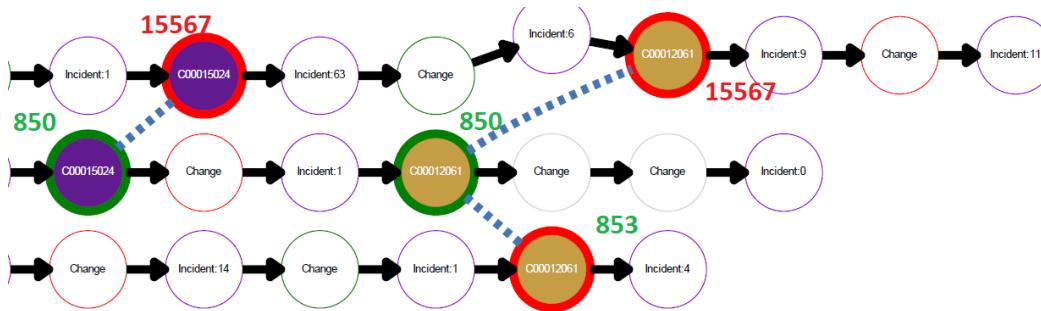 15567
Incident:6
Incident:1 C00015024 Incident:63 Change C00012061 Incident:9 Change Incident:11
15567
850 850
C00015024 Change Incident:1 C00012061 Change Change Incident:0
853
Change Incident:14 Change Incident:1 C00012061 Incident:4